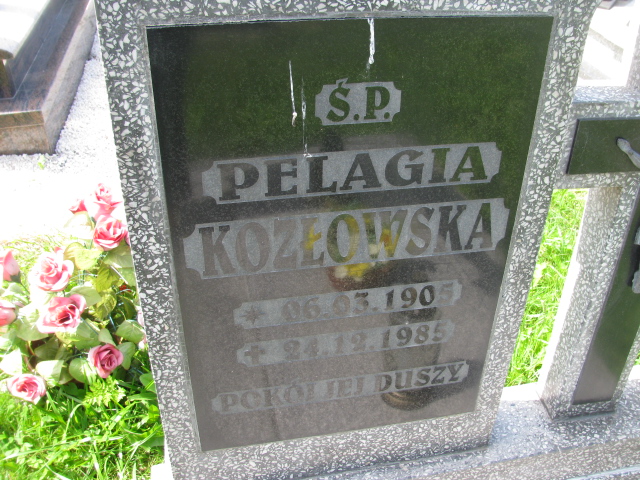 Ś.P.
PELAGIA
KOZŁOWSKA
* 06.03.1905
+ 24.12.1985
POKÓJ JEJ DUSZY